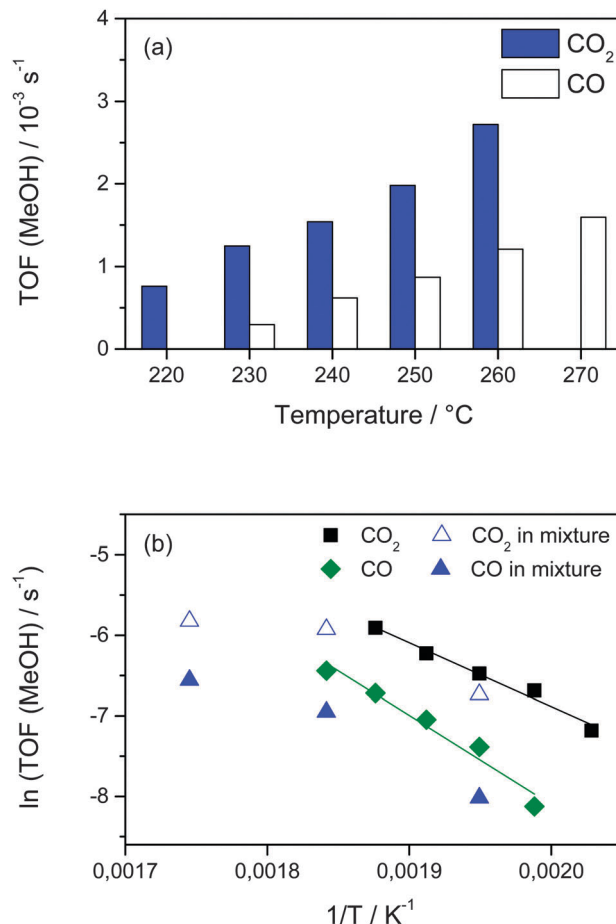 (a)
CO₂
CO
4
3
2
1
0
TOF (MeOH) / 10⁻³ s⁻¹
220 230 240 250 260 270
Temperature / °C
(b)
CO₂
CO₂ in mixture
CO
CO in mixture
-5
-6
-7
-8
ln (TOF (MeOH) / s⁻¹)
0,0017 0,0018 0,0019 0,0020
1/T / K⁻¹